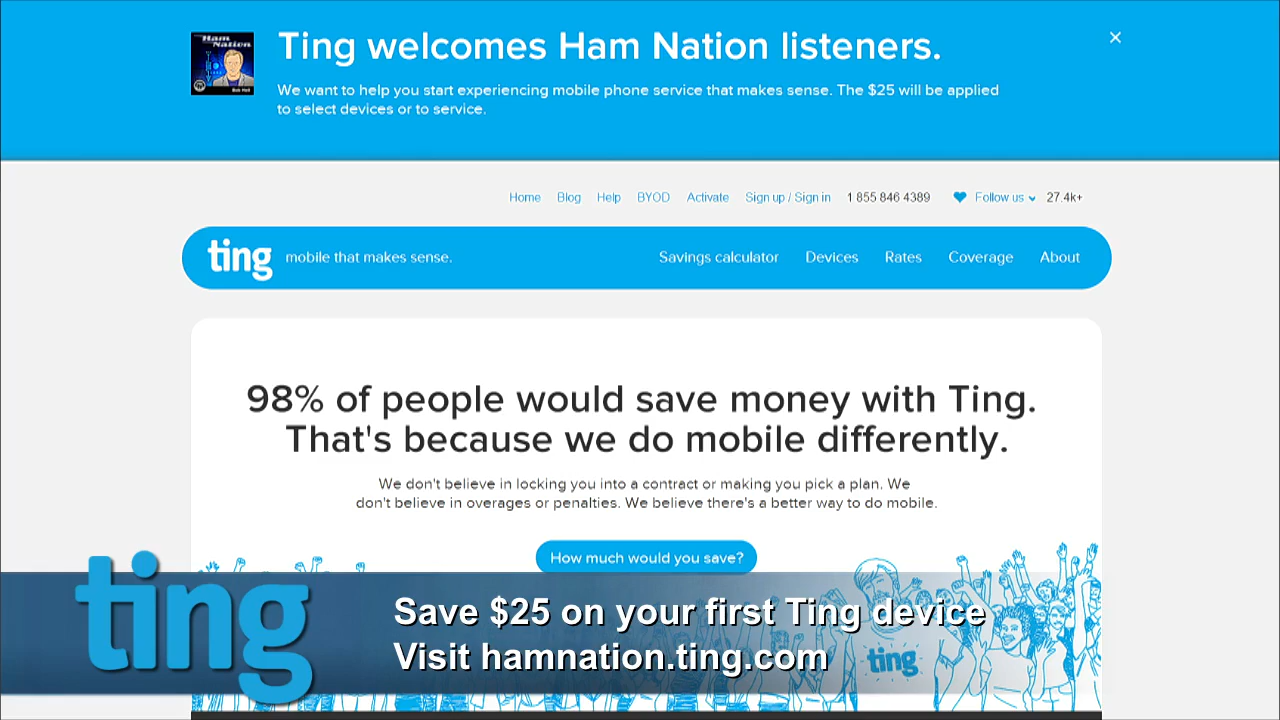 Ham Nation
Bob Heil
Ting welcomes Ham Nation listeners.
We want to help you start experiencing mobile phone service that makes sense. The $25 will be applied
to select devices or to service.
Home Blog Help BYOD Activate Sign up / Sign in 1 855 846 4389 Follow us 27.4k+
ting mobile that makes sense. Savings calculator Devices Rates Coverage About
98% of people would save money with Ting.
That's because we do mobile differently.
We don't believe in locking you into a contract or making you pick a plan. We
don't believe in overages or penalties. We believe there's a better way to do mobile.
How much would you save?
ting
Save $25 on your first Ting device
Visit hamnation.ting.com
ting